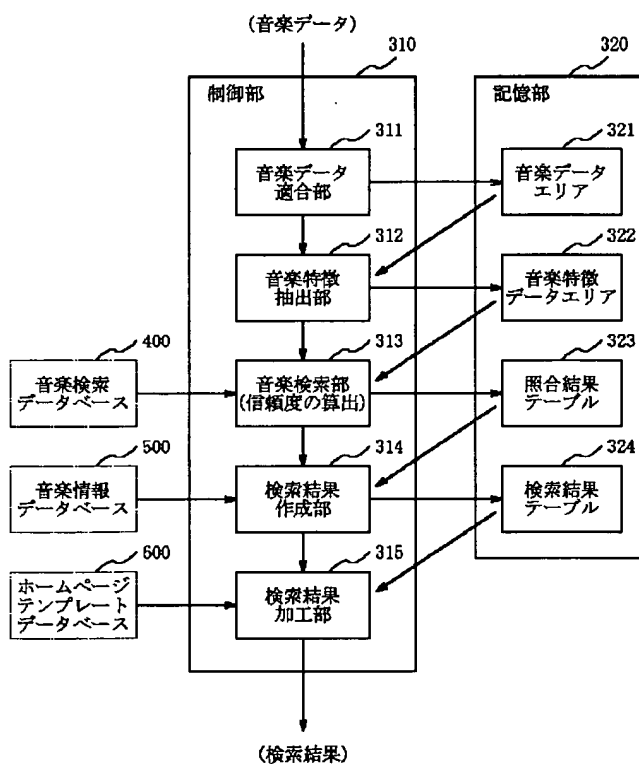 (音楽データ)
310
320
制御部
記憶部
311
321
音楽データ
適合部
音楽データ
エリア
312
322
音楽特徴
抽出部
音楽特徴
データエリア
400
313
323
音楽検索
データベース
音楽検索部
(信頼度の算出)
照合結果
テーブル
500
314
324
音楽情報
データベース
検索結果
作成部
検索結果
テーブル
600
315
ホームページ
テンプレート
データベース
検索結果
加工部
(検索結果)